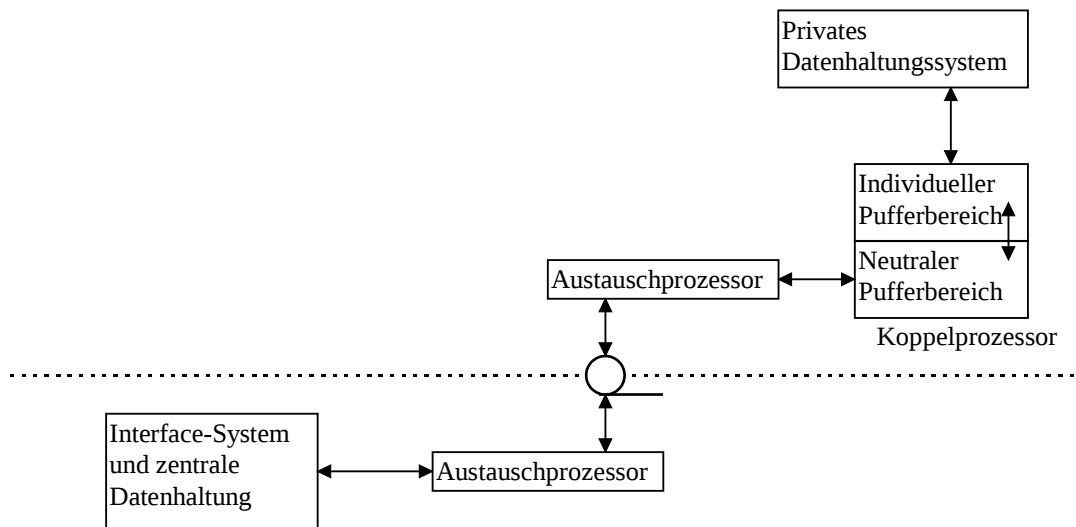 Privates
Datenhaltungssystem
Individueller
Pufferbereich
Neutraler
Pufferbereich
Austauschprozessor
Koppelprozessor
Interface-System
und zentrale
Datenhaltung
Austauschprozessor